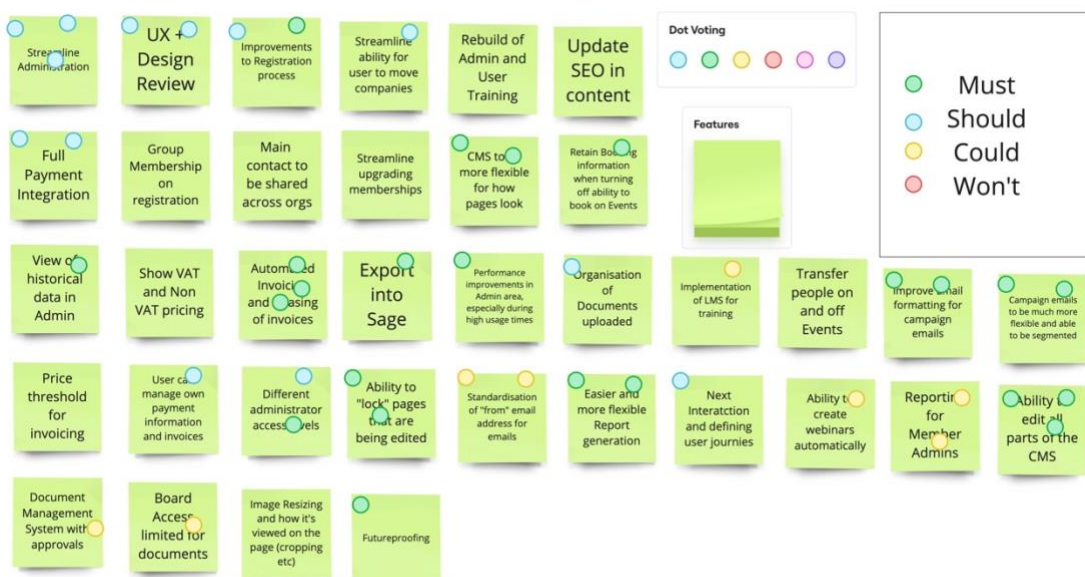 Streamline
Administration
UX +
Design
Review
Improvements
to Registration
process
Streamline
ability for
user to move
companies
Rebuild of
Admin and
User
Training
Update
SEO in
content
Dot Voting
Features
Must
Should
Could
Won't
Full
Payment
Integration
Group
Membership
on
registration
Main
contact to
be shared
across orgs
Streamline
upgrading
memberships
CMS to
more flexible
for how
pages look
Retain Booking
information
when turning
off ability to
book on Events
View of
historical
data in
Admin
Show VAT
and Non
VAT pricing
Automated
Invoicing
and
of invoices
Export
into
Sage
Performance
improvements in
Admin area,
especially during
high usage times
Organisation
of
Documents
uploaded
Implementation
of LMS for
training
Transfer
people on
and off
Events
Improve email
formatting for
campaign
emails
Campaign emails
to be much more
flexible and able
to be segmented
Price
threshold
for
invoicing
User can
manage own
payment
information
and invoices
Different
administrator
access levels
Ability to
"lock" pages
that are
being edited
Standardisation
of "from" email
address for
emails
Easier and
more flexible
Report
generation
Next
Interatction
and defining
user journies
Ability to
create
webinars
automatically
Reporting
for
Member
Admins
Ability to
edit all
parts of the
CMS
Document
Management
System with
approvals
Board
Access
limited for
documents
Image Resizing
and how it's
viewed on the
page (cropping
etc)
Futureproofing